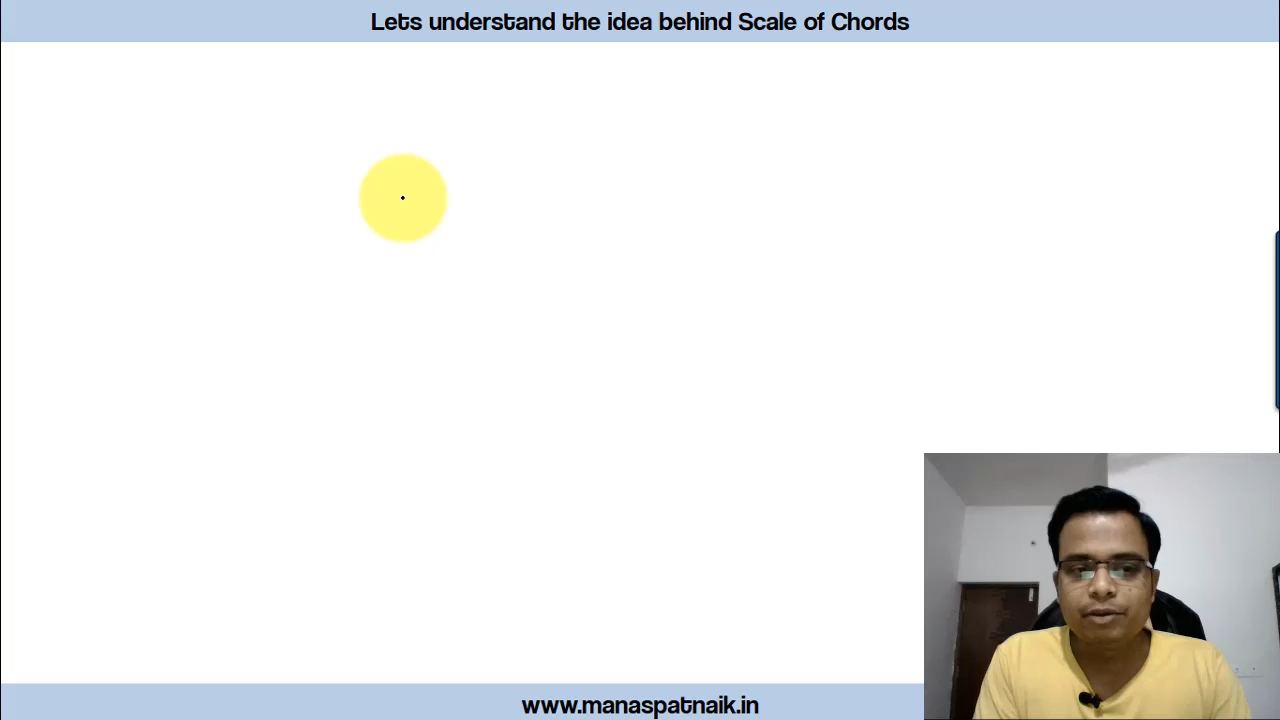 Lets understand the idea behind Scale of Chords
www.manaspatnaik.in